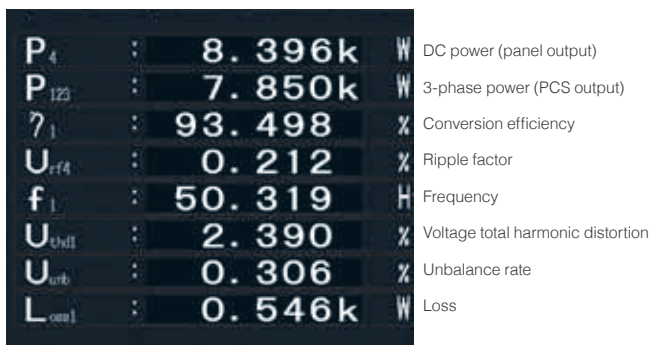 P4 : 8.396k W DC power (panel output)
P123 : 7.850k W 3-phase power (PCS output)
η1 : 93.498 % Conversion efficiency
Urf4 : 0.212 % Ripple factor
f1 : 50.319 H Frequency
Uthd1 : 2.390 % Voltage total harmonic distortion
Uunb : 0.306 % Unbalance rate
Loss1 : 0.546k W Loss